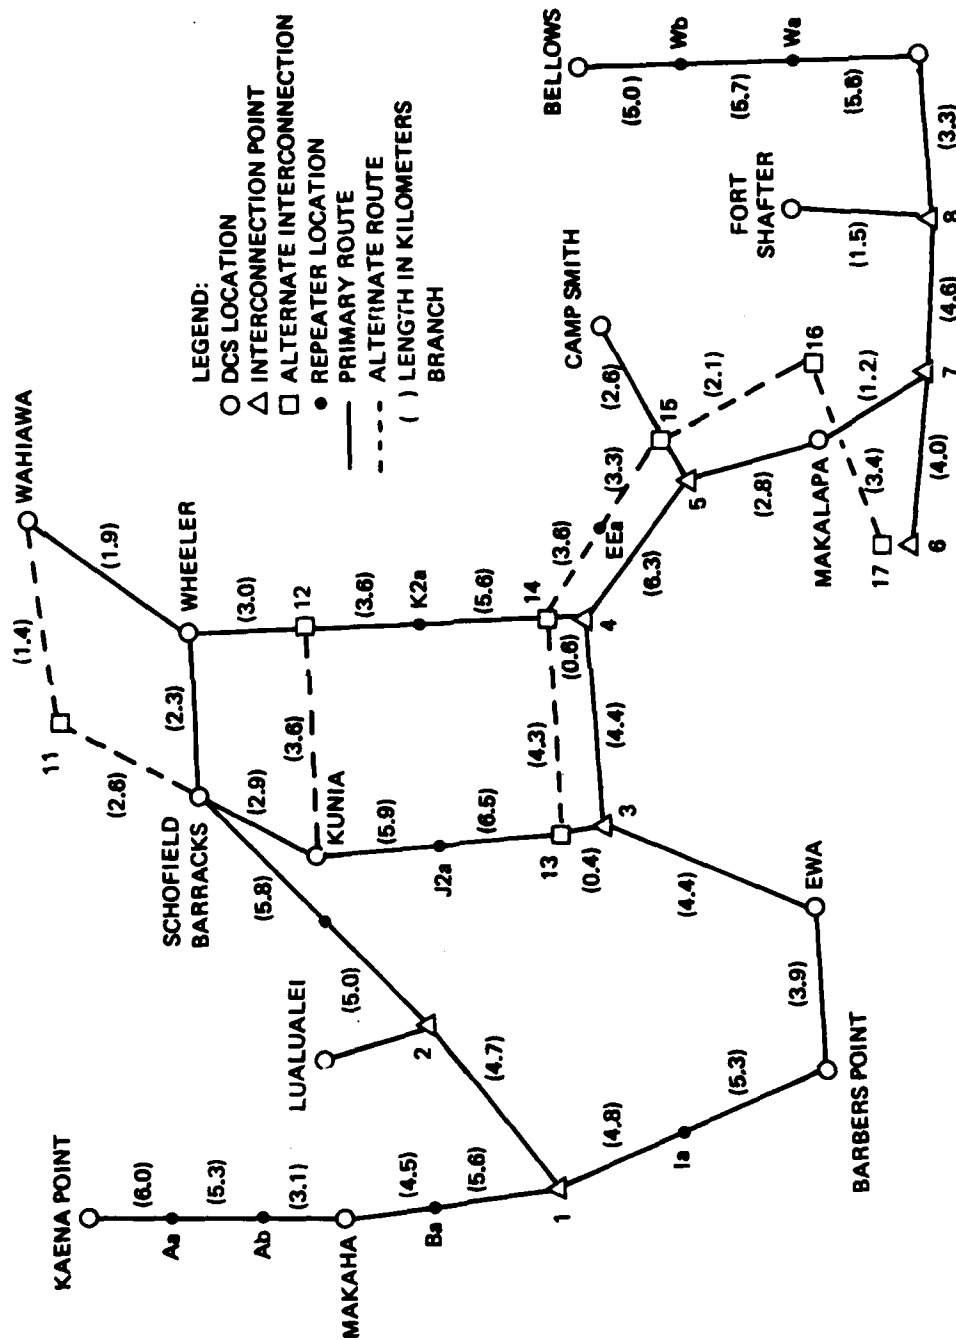 KAENA POINT
(6.0)
Aa
(5.3)
Ab
(3.1)
MAKAHA
(4.5)
Ba
(5.6)
1
(4.7)
LUALUALEI
2
(5.0)
(5.8)
SCHOFIELD
BARRACKS
(4.8)
Ia
(5.3)
BARBERS POINT
(3.9)
EWA
(4.4)
3
(0.4)
13
(6.5)
J2a
(5.9)
KUNIA
(2.9)
(2.6)
11
(1.4)
WAHIAWA
(1.9)
WHEELER
(2.3)
(3.0)
12
(3.6)
(3.6)
K2a
(5.6)
14
(4.3)
(0.6)
4
(4.4)
(6.3)
(3.6)
EEa
(3.3)
15
5
(2.6)
CAMP SMITH
(2.1)
16
(2.8)
MAKALAPA
(3.4)
17
6
(4.0)
(1.2)
7
(4.6)
8
(1.5)
FORT
SHAFTER
(3.3)
(5.6)
Wa
(5.7)
Wb
(5.0)
BELLOWS
LEGEND:
DCS LOCATION
INTERCONNECTION POINT
ALTERNATE INTERCONNECTION
REPEATER LOCATION
PRIMARY ROUTE
ALTERNATE ROUTE
( ) LENGTH IN KILOMETERS
BRANCH